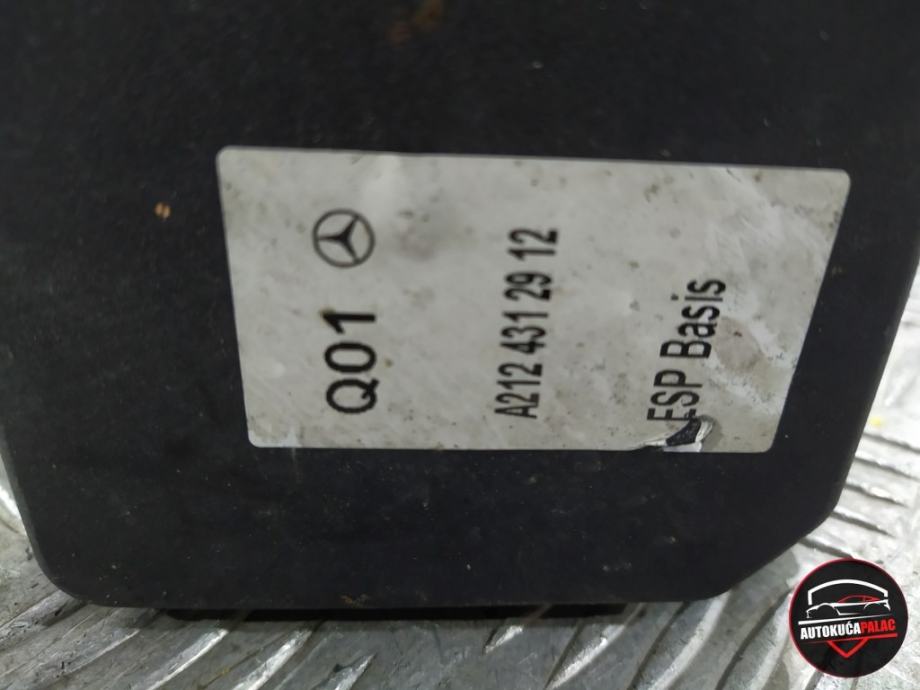 Q01
A212 431 29 12
ESP Basis
AUTOKUĆAPALAC